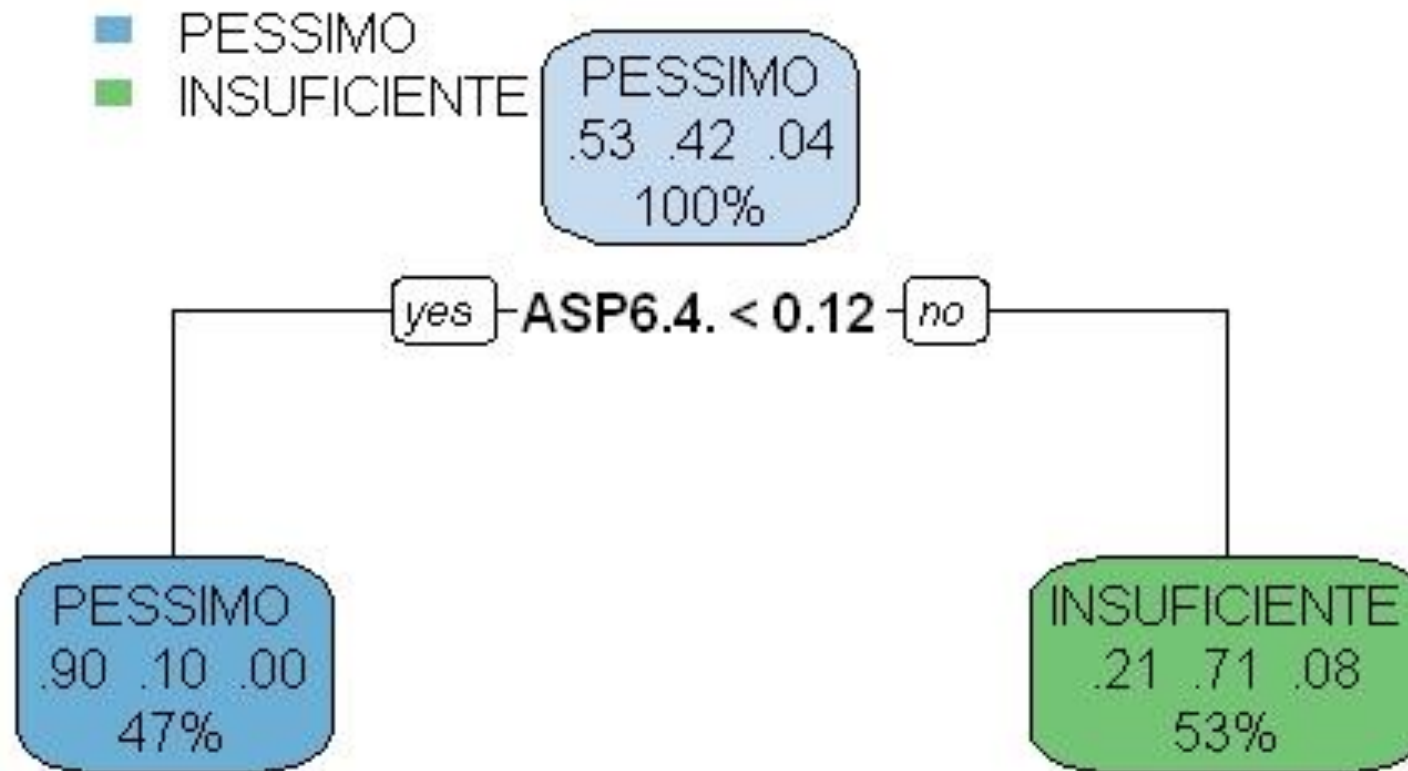 PESSIMO
INSUFICIENTE
PESSIMO
.53 .42 .04
100%
yes ASP6.4. < 0.12 no
PESSIMO
.90 .10 .00
47%
INSUFICIENTE
.21 .71 .08
53%